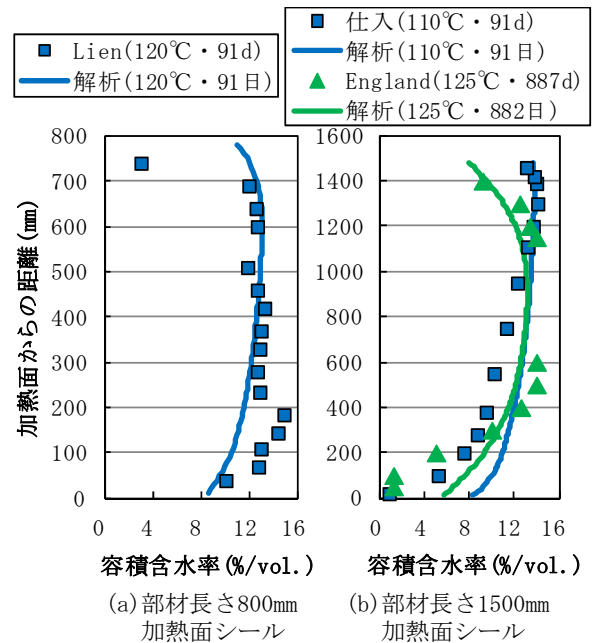 Lien(120℃・91d)
解析(120℃・91日)
仕入(110℃・91d)
解析(110℃・91日)
England(125℃・887d)
解析(125℃・882日)
加熱面からの距離(mm)
800
700
600
500
400
300
200
100
0
0 4 8 12 16
容積含水率(%/vol.)
(a)部材長さ800mm
加熱面シール
1600
1400
1200
1000
800
600
400
200
0
0 4 8 12 16
容積含水率(%/vol.)
(b)部材長さ1500mm
加熱面シール